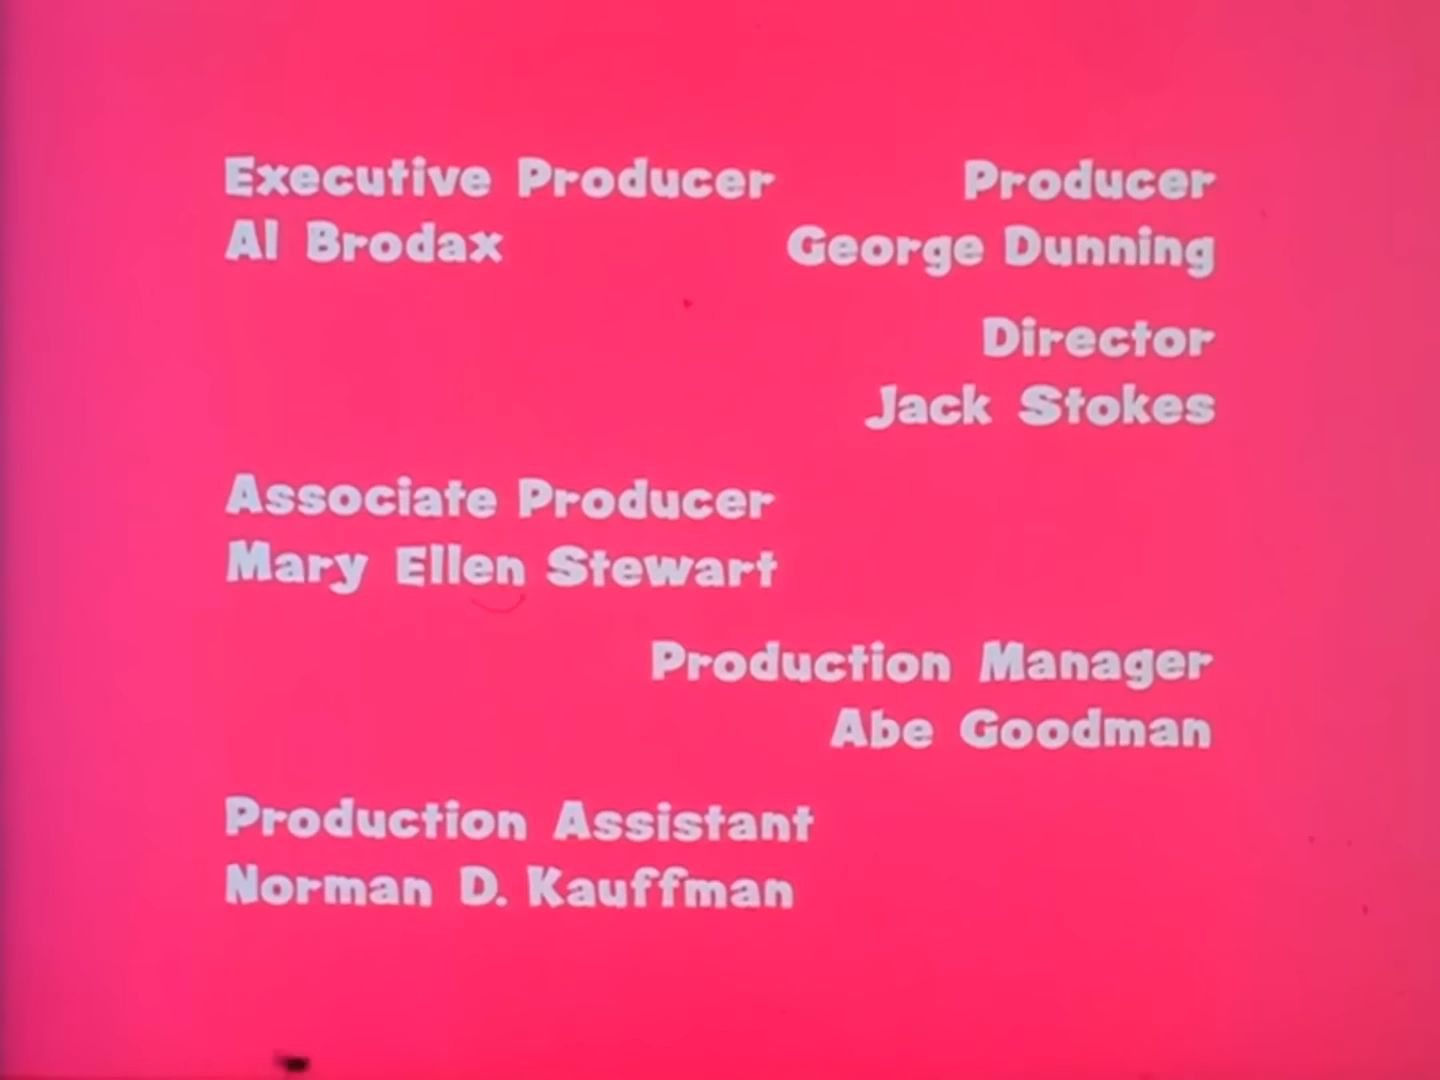 Executive Producer
Al Brodax
Producer
George Dunning
Director
Jack Stokes
Associate Producer
Mary Ellen Stewart
Production Manager
Abe Goodman
Production Assistant
Norman D. Kauffman